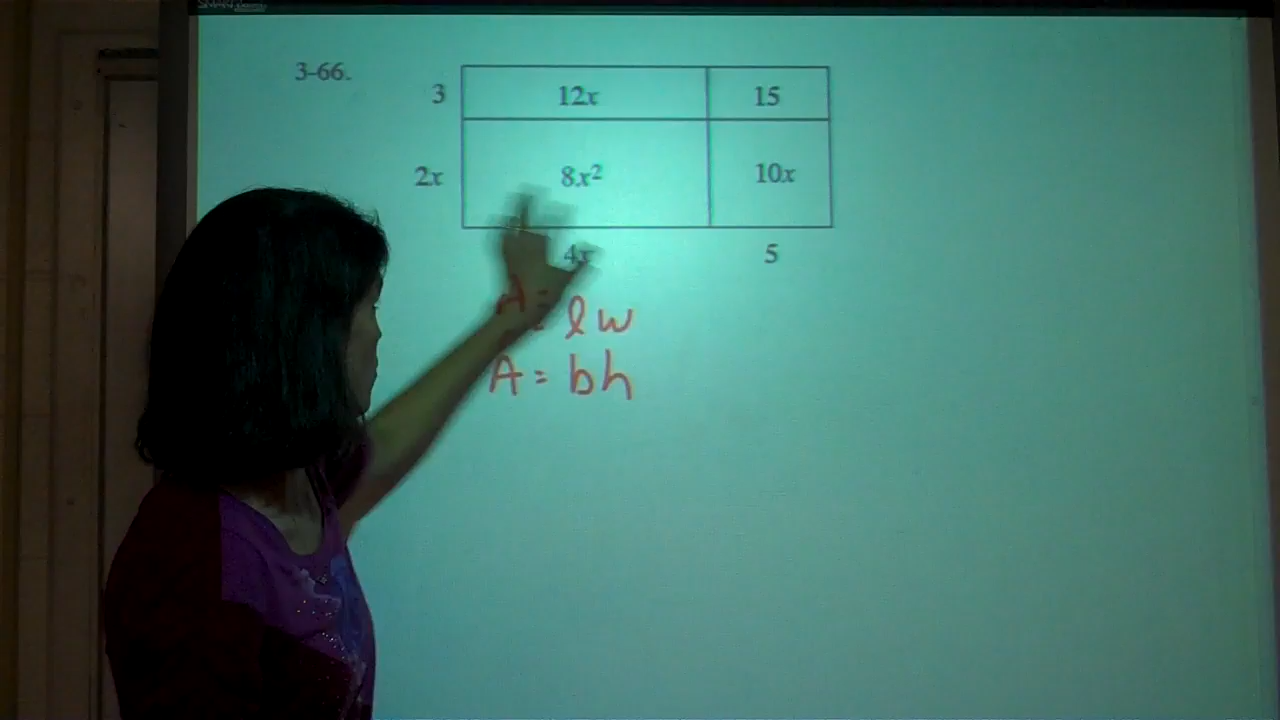 3-66.
3 12x 15
2x 8x² 10x
4x 5
A = lw
A = bh